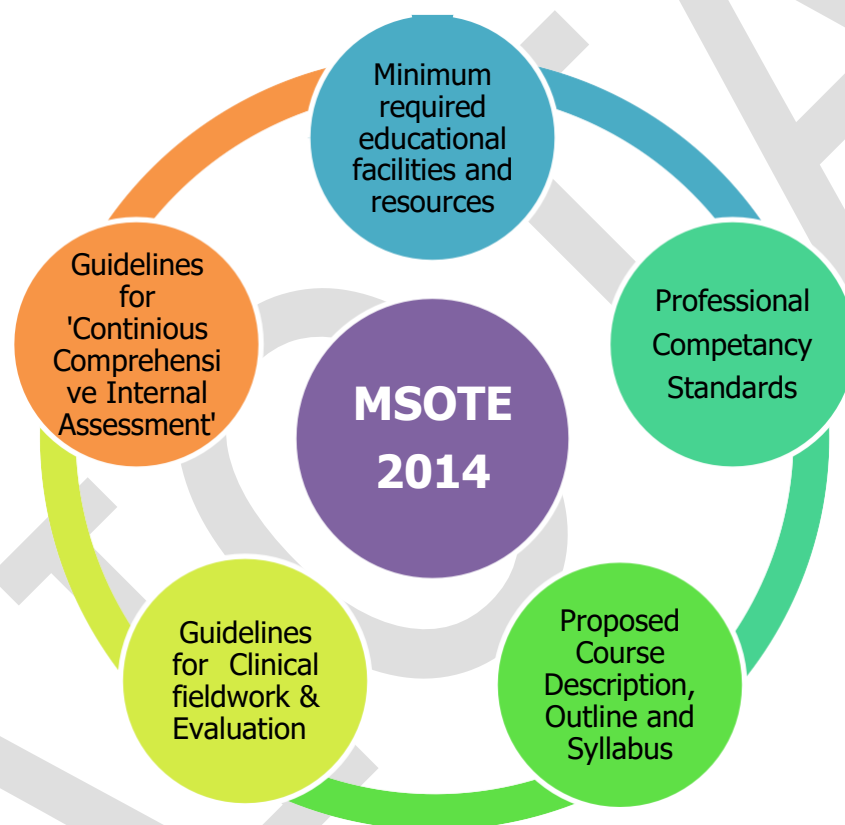 Minimum
required
educational
facilities and
resources
Professional
Competancy
Standards
Proposed
Course
Description,
Outline and
Syllabus
Guidelines
for Clinical
fieldwork &
Evaluation
Guidelines
for
'Continious
Comprehensi
ve Internal
Assessment'
MSOTE
2014